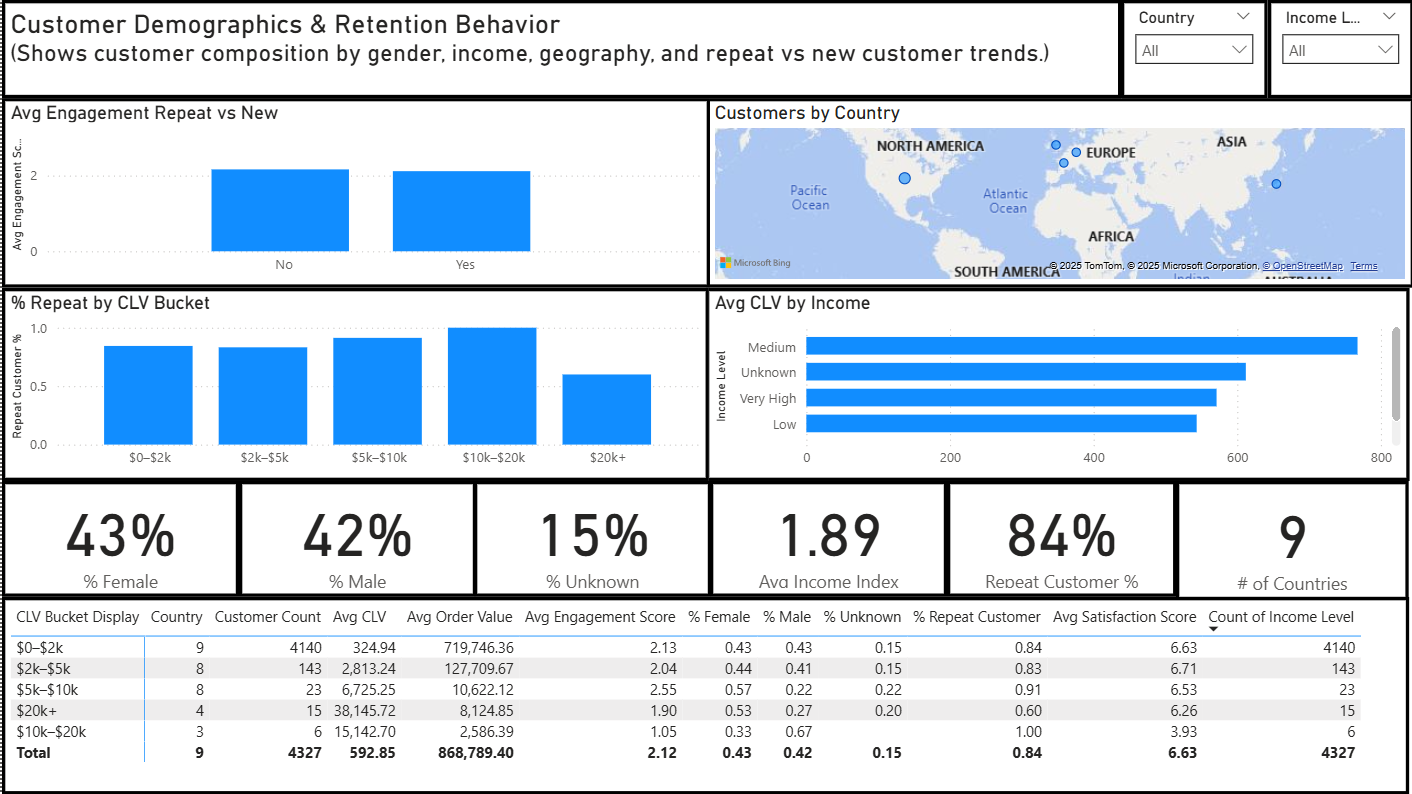 Customer Demographics & Retention Behavior
(Shows customer composition by gender, income, geography, and repeat vs new customer trends.)
Country
All
Income L...
All
Avg Engagement Repeat vs New
Avg Engagement Sc...
2
0
No
Yes
Customers by Country
NORTH AMERICA
EUROPE
ASIA
Pacific
Ocean
Atlantic
Ocean
AFRICA
SOUTH AMERICA
Indian
AUSTRALIA
Microsoft Bing
© 2025 TomTom, © 2025 Microsoft Corporation, © OpenStreetMap Terms
% Repeat by CLV Bucket
Repeat Customer %
1.0
0.5
0.0
$0–$2k
$2k–$5k
$5k–$10k
$10k–$20k
$20k+
Avg CLV by Income
Income Level
Medium
Unknown
Very High
Low
0 200 400 600 800
43%
% Female
42%
% Male
15%
% Unknown
1.89
Avg Income Index
84%
Repeat Customer %
9
# of Countries
CLV Bucket Display Country Customer Count Avg CLV Avg Order Value Avg Engagement Score % Female % Male % Unknown % Repeat Customer Avg Satisfaction Score Count of Income Level
$0–$2k 9 4140 324.94 719,746.36 2.13 0.43 0.43 0.15 0.84 6.63 4140
$2k–$5k 8 143 2,813.24 127,709.67 2.04 0.44 0.41 0.15 0.83 6.71 143
$5k–$10k 8 23 6,725.25 10,622.12 2.55 0.57 0.22 0.22 0.91 6.53 23
$20k+ 4 15 38,145.72 8,124.85 1.90 0.53 0.27 0.20 0.60 6.26 15
$10k–$20k 3 6 15,142.70 2,586.39 1.05 0.33 0.67 1.00 3.93 6
Total 9 4327 592.85 868,789.40 2.12 0.43 0.42 0.15 0.84 6.63 4327